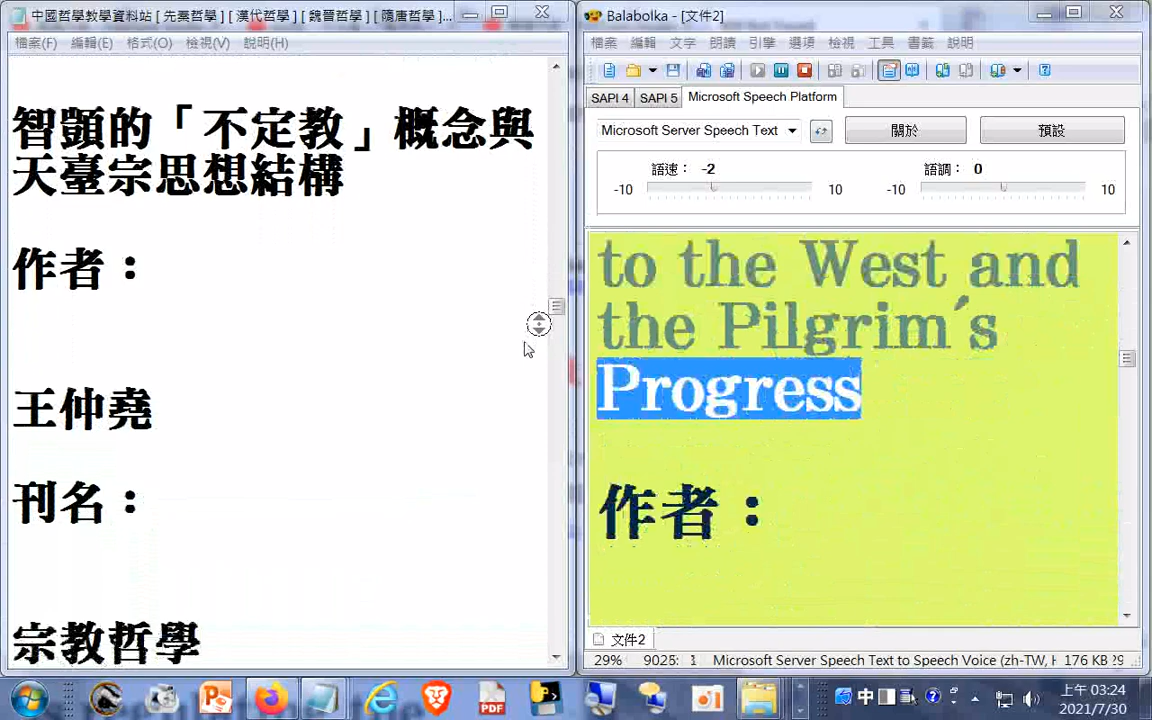 中國哲學教學資料站 [ 先秦哲學 ] [ 漢代哲學 ] [ 魏晉哲學 ] [ 隋唐哲學 ]...
檔案(F) 編輯(E) 格式(O) 檢視(V) 說明(H)
智顗的「不定教」概念與
天臺宗思想結構
作者：
王仲堯
刊名：
宗教哲學
Balabolka - [文件2]
檔案 編輯 文字 朗讀 引擎 選項 檢視 工具 書籤 說明
SAPI 4 SAPI 5 Microsoft Speech Platform
Microsoft Server Speech Text 關於 預設
語速： -2 語調： 0
-10 10 -10 10
to the West and
the Pilgrim´s
Progress
作者：
文件2
29% 9025: 1 Microsoft Server Speech Text to Speech Voice (zh-TW, H 176 KB
PDF 中 上午 03:24
2021/7/30